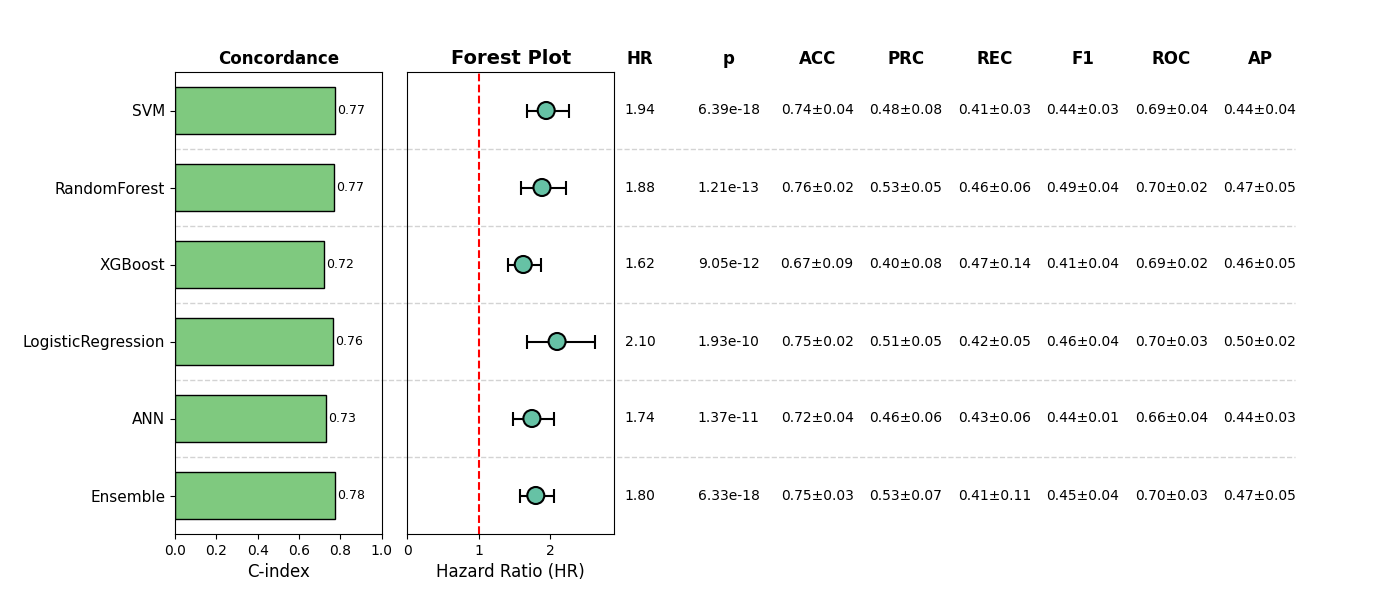 Concordance Forest Plot HR p ACC PRC REC F1 ROC AP
SVM 0.77 1.94 6.39e-18 0.74±0.04 0.48±0.08 0.41±0.03 0.44±0.03 0.69±0.04 0.44±0.04
RandomForest 0.77 1.88 1.21e-13 0.76±0.02 0.53±0.05 0.46±0.06 0.49±0.04 0.70±0.02 0.47±0.05
XGBoost 0.72 1.62 9.05e-12 0.67±0.09 0.40±0.08 0.47±0.14 0.41±0.04 0.69±0.02 0.46±0.05
LogisticRegression 0.76 2.10 1.93e-10 0.75±0.02 0.51±0.05 0.42±0.05 0.46±0.04 0.70±0.03 0.50±0.02
ANN 0.73 1.74 1.37e-11 0.72±0.04 0.46±0.06 0.43±0.06 0.44±0.01 0.66±0.04 0.44±0.03
Ensemble 0.78 1.80 6.33e-18 0.75±0.03 0.53±0.07 0.41±0.11 0.45±0.04 0.70±0.03 0.47±0.05
0.0 0.2 0.4 0.6 0.8 1.0 0 1 2
C-index Hazard Ratio (HR)